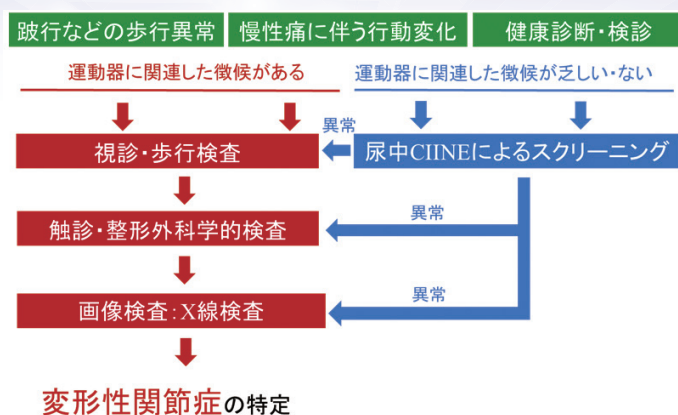 跛行などの歩行異常
慢性痛に伴う行動変化
健康診断・検診
運動器に関連した徴候がある
運動器に関連した徴候が乏しい・ない
異常
視診・歩行検査
尿中CIINEによるスクリーニング
異常
触診・整形外科学的検査
異常
画像検査：X線検査
変形性関節症の特定